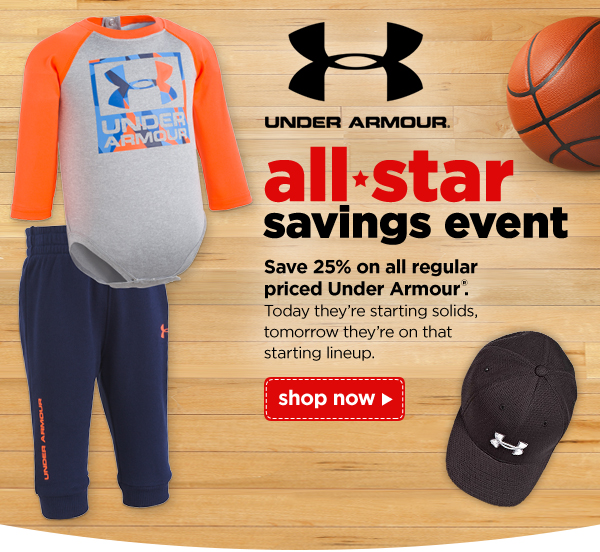 UNDER
ARMOUR
UNDER ARMOUR
UNDER ARMOUR®
all★star
savings event
Save 25% on all regular
priced Under Armour®.
Today they’re starting solids,
tomorrow they’re on that
starting lineup.
shop now ▶